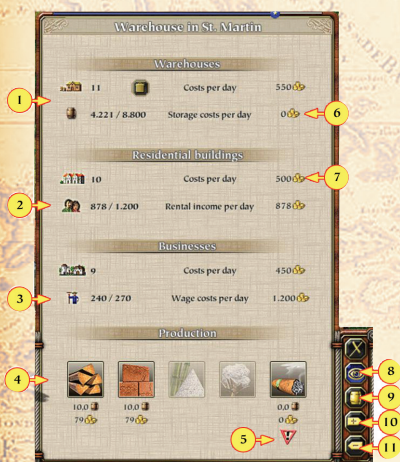 Warehouse in St. Martin
Warehouses
11 Costs per day 550
4.221 / 8.800 Storage costs per day 0
Residential buildings
10 Costs per day 500
878 / 1.200 Rental income per day 878
Businesses
9 Costs per day 450
240 / 270 Wage costs per day 1.200
Production
10,0 10,0 0,0
79 79 0
1
2
3
4
5
6
7
8
9
10
11